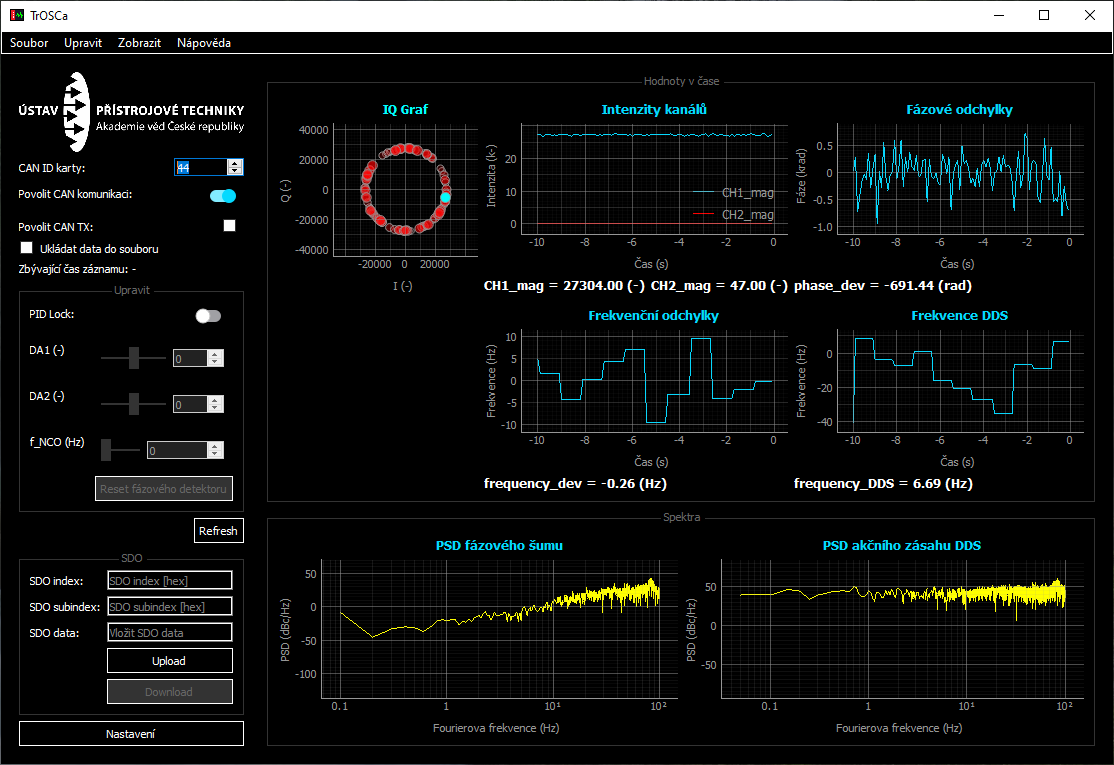 TrOSCa
Soubor Upravit Zobrazit Nápověda
ÚSTAV PŘÍSTROJOVÉ TECHNIKY
Akademie věd České republiky
CAN ID karty: 44
Povolit CAN komunikaci:
Povolit CAN TX:
Ukládat data do souboru
Zbývající čas záznamu: -
Upravit
PID Lock:
DA1 (-) 0
DA2 (-) 0
f_NCO (Hz) 0
Reset fázového detektoru
Refresh
SDO
SDO index: SDO index [hex]
SDO subindex: SDO subindex [hex]
SDO data: Vložit SDO data
Upload
Download
Nastavení
Hodnoty v čase
IQ Graf
40000
20000
0
-20000
-40000
Q (-)
-20000 0 20000
I (-)
Intenzity kanálů
20
10
0
Intenzita (k-)
CH1_mag
CH2_mag
-10 -8 -6 -4 -2 0
Čas (s)
Fázové odchylky
0.5
0
-0.5
-1.0
Fáze (krad)
-10 -8 -6 -4 -2 0
Čas (s)
CH1_mag = 27304.00 (-) CH2_mag = 47.00 (-) phase_dev = -691.44 (rad)
Frekvenční odchylky
10
5
0
-5
-10
Frekvence (Hz)
-10 -8 -6 -4 -2 0
Čas (s)
frequency_dev = -0.26 (Hz)
Frekvence DDS
0
-20
-40
Frekvence (Hz)
-10 -8 -6 -4 -2 0
Čas (s)
frequency_DDS = 6.69 (Hz)
Spektra
PSD fázového šumu
50
0
-50
-100
PSD (dBc/Hz)
0.1 1 10¹ 10²
Fourierova frekvence (Hz)
PSD akčního zásahu DDS
50
0
-50
PSD (dBc/Hz)
0.1 1 10¹ 10²
Fourierova frekvence (Hz)